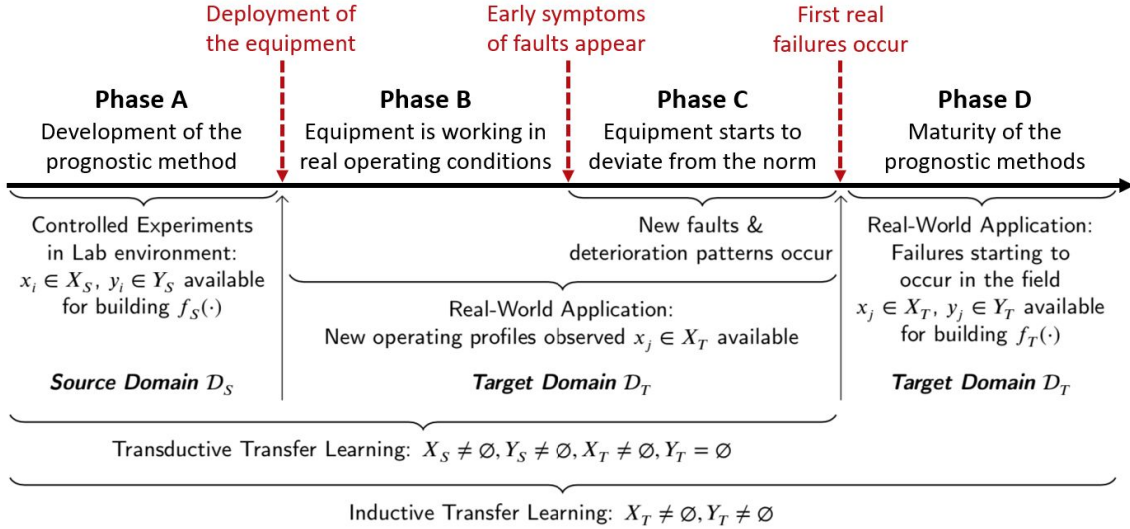 Deployment of
the equipment
Early symptoms
of faults appear
First real
failures occur
Phase A
Development of the
prognostic method
Phase B
Equipment is working in
real operating conditions
Phase C
Equipment starts to
deviate from the norm
Phase D
Maturity of the
prognostic methods
Controlled Experiments
in Lab environment:
x_i ∈ X_S, y_i ∈ Y_S available
for building f_S(·)
New faults &
deterioration patterns occur
Real-World Application:
New operating profiles observed x_j ∈ X_T available
Real-World Application:
Failures starting to
occur in the field
x_j ∈ X_T, y_j ∈ Y_T available
for building f_T(·)
Source Domain 𝒟_S
Target Domain 𝒟_T
Target Domain 𝒟_T
Transductive Transfer Learning: X_S ≠ ∅, Y_S ≠ ∅, X_T ≠ ∅, Y_T = ∅
Inductive Transfer Learning: X_T ≠ ∅, Y_T ≠ ∅